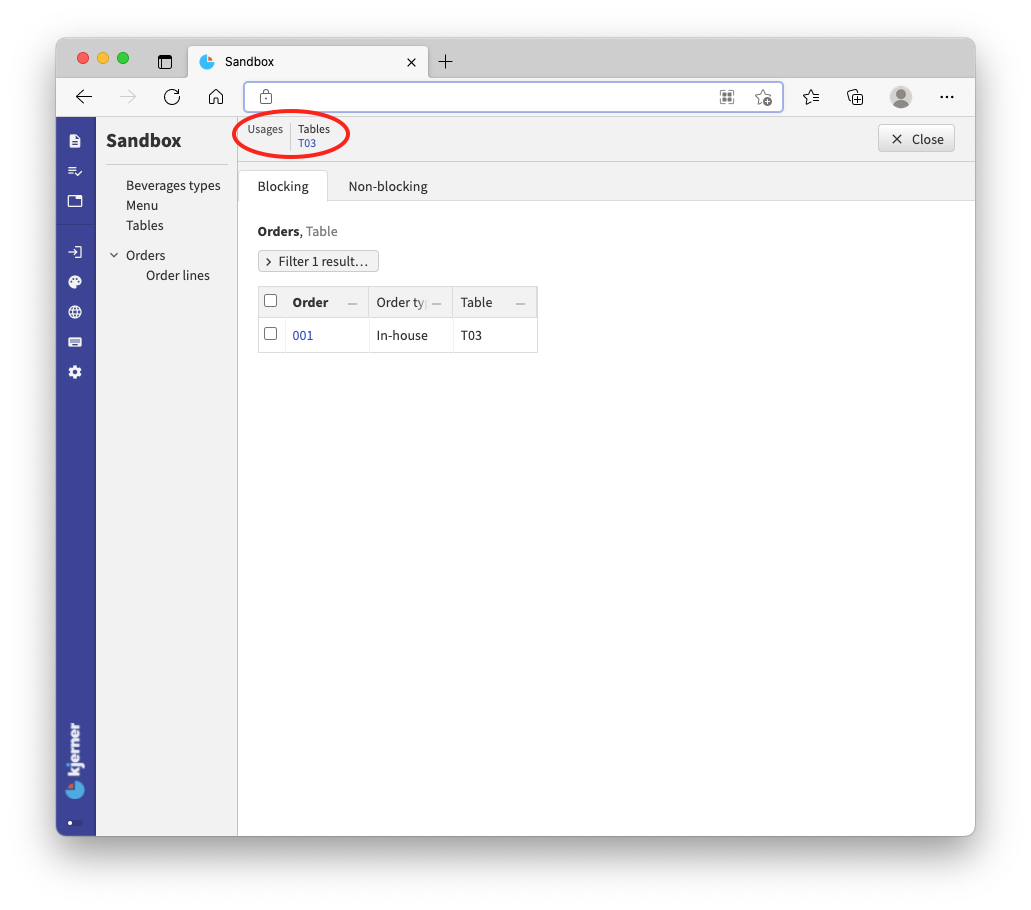 Sandbox
Sandbox
Usages
Tables
T03
Close
Beverages types
Menu
Tables
Orders
Order lines
Blocking
Non-blocking
Orders, Table
Filter 1 result…
Order
Order ty
Table
001
In-house
T03
kjerner